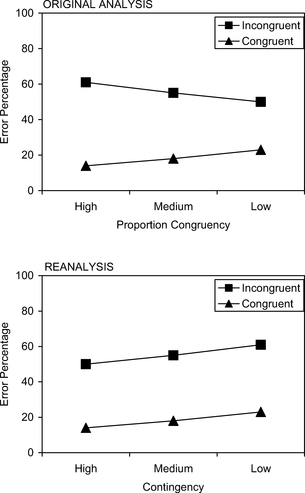 ORIGINAL ANALYSIS
100
80
60
40
20
0
Error Percentage
Incongruent
Congruent
High Medium Low
Proportion Congruency
REANALYSIS
100
80
60
40
20
0
Error Percentage
Incongruent
Congruent
High Medium Low
Contingency